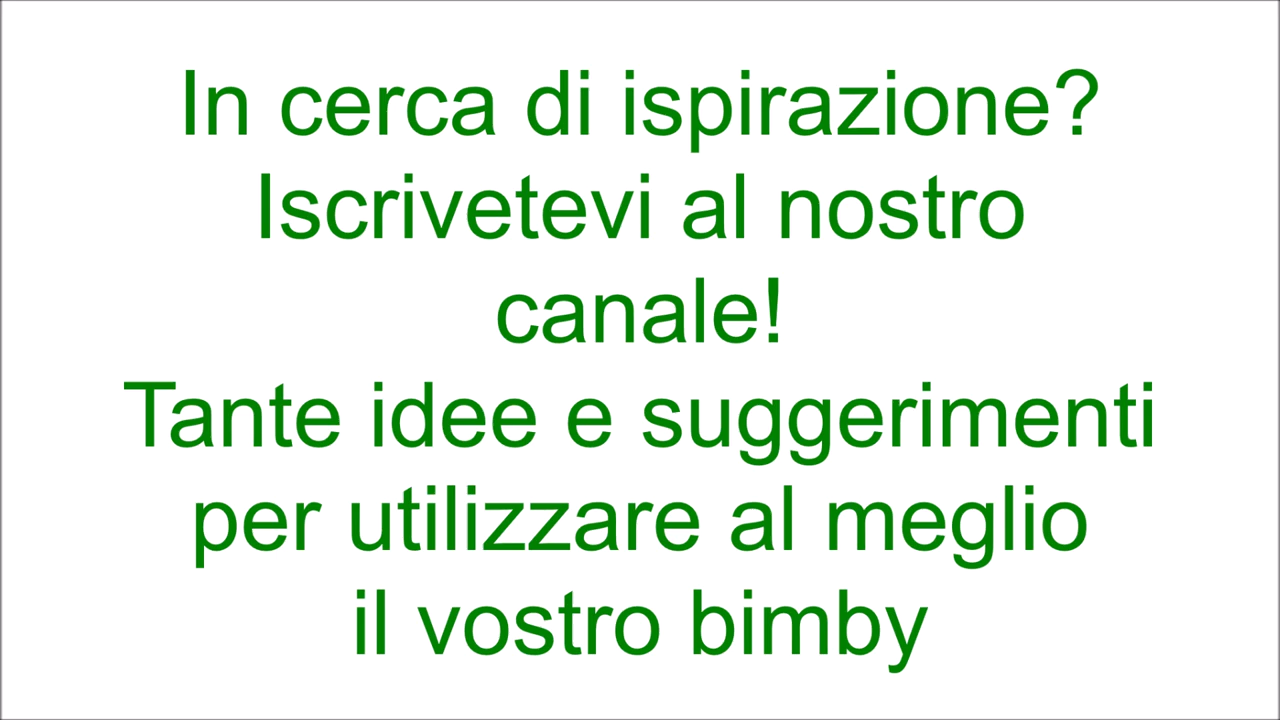 In cerca di ispirazione?
Iscrivetevi al nostro
canale!
Tante idee e suggerimenti
per utilizzare al meglio
il vostro bimby